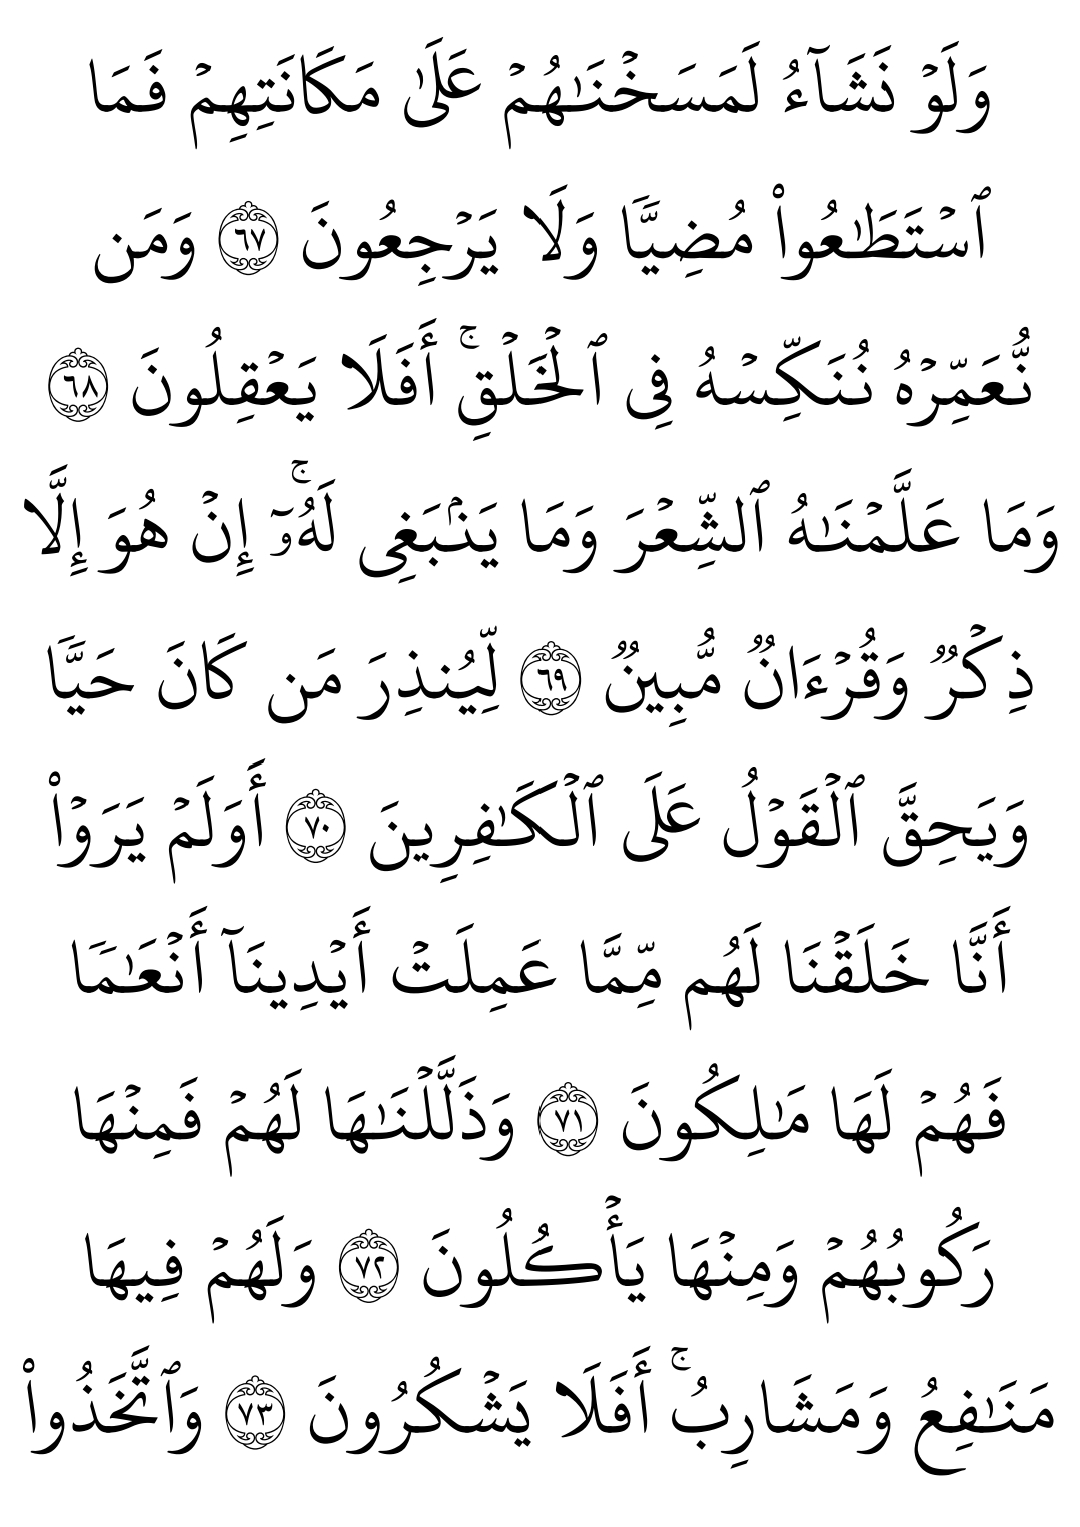 وَلَوۡ نَشَآءُ لَمَسَخۡنَٰهُمۡ عَلَىٰ مَكَانَتِهِمۡ فَمَا
ٱسۡتَطَٰعُواْ مُضِيّٗا وَلَا يَرۡجِعُونَ ٦٧ وَمَن
نُّعَمِّرۡهُ نُنَكِّسۡهُ فِي ٱلۡخَلۡقِۚ أَفَلَا يَعۡقِلُونَ ٦٨
وَمَا عَلَّمۡنَٰهُ ٱلشِّعۡرَ وَمَا يَنۢبَغِي لَهُۥٓۚ إِنۡ هُوَ إِلَّا
ذِكۡرٞ وَقُرۡءَانٞ مُّبِينٞ ٦٩ لِّيُنذِرَ مَن كَانَ حَيّٗا
وَيَحِقَّ ٱلۡقَوۡلُ عَلَى ٱلۡكَٰفِرِينَ ٧٠ أَوَلَمۡ يَرَوۡاْ
أَنَّا خَلَقۡنَا لَهُم مِّمَّا عَمِلَتۡ أَيۡدِينَآ أَنۡعَٰمٗا
فَهُمۡ لَهَا مَٰلِكُونَ ٧١ وَذَلَّلۡنَٰهَا لَهُمۡ فَمِنۡهَا
رَكُوبُهُمۡ وَمِنۡهَا يَأۡكُلُونَ ٧٢ وَلَهُمۡ فِيهَا
مَنَٰفِعُ وَمَشَارِبُۚ أَفَلَا يَشۡكُرُونَ ٧٣ وَٱتَّخَذُواْ